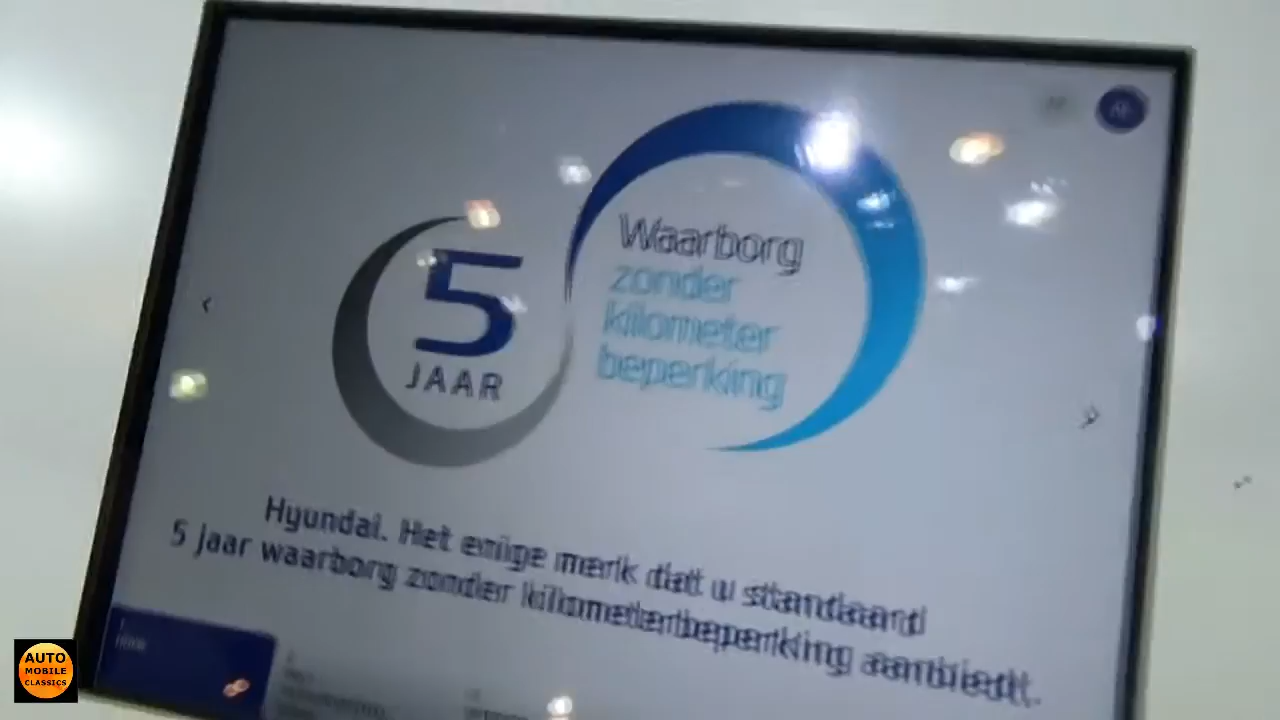 5
JAAR
Waarborg
zonder
kilometer
beperking
Hyundai. Het enige merk dat u standaard
5 jaar waarborg zonder kilometerbeperking aanbiedt.
AUTO
MOBILE
CLASSICS